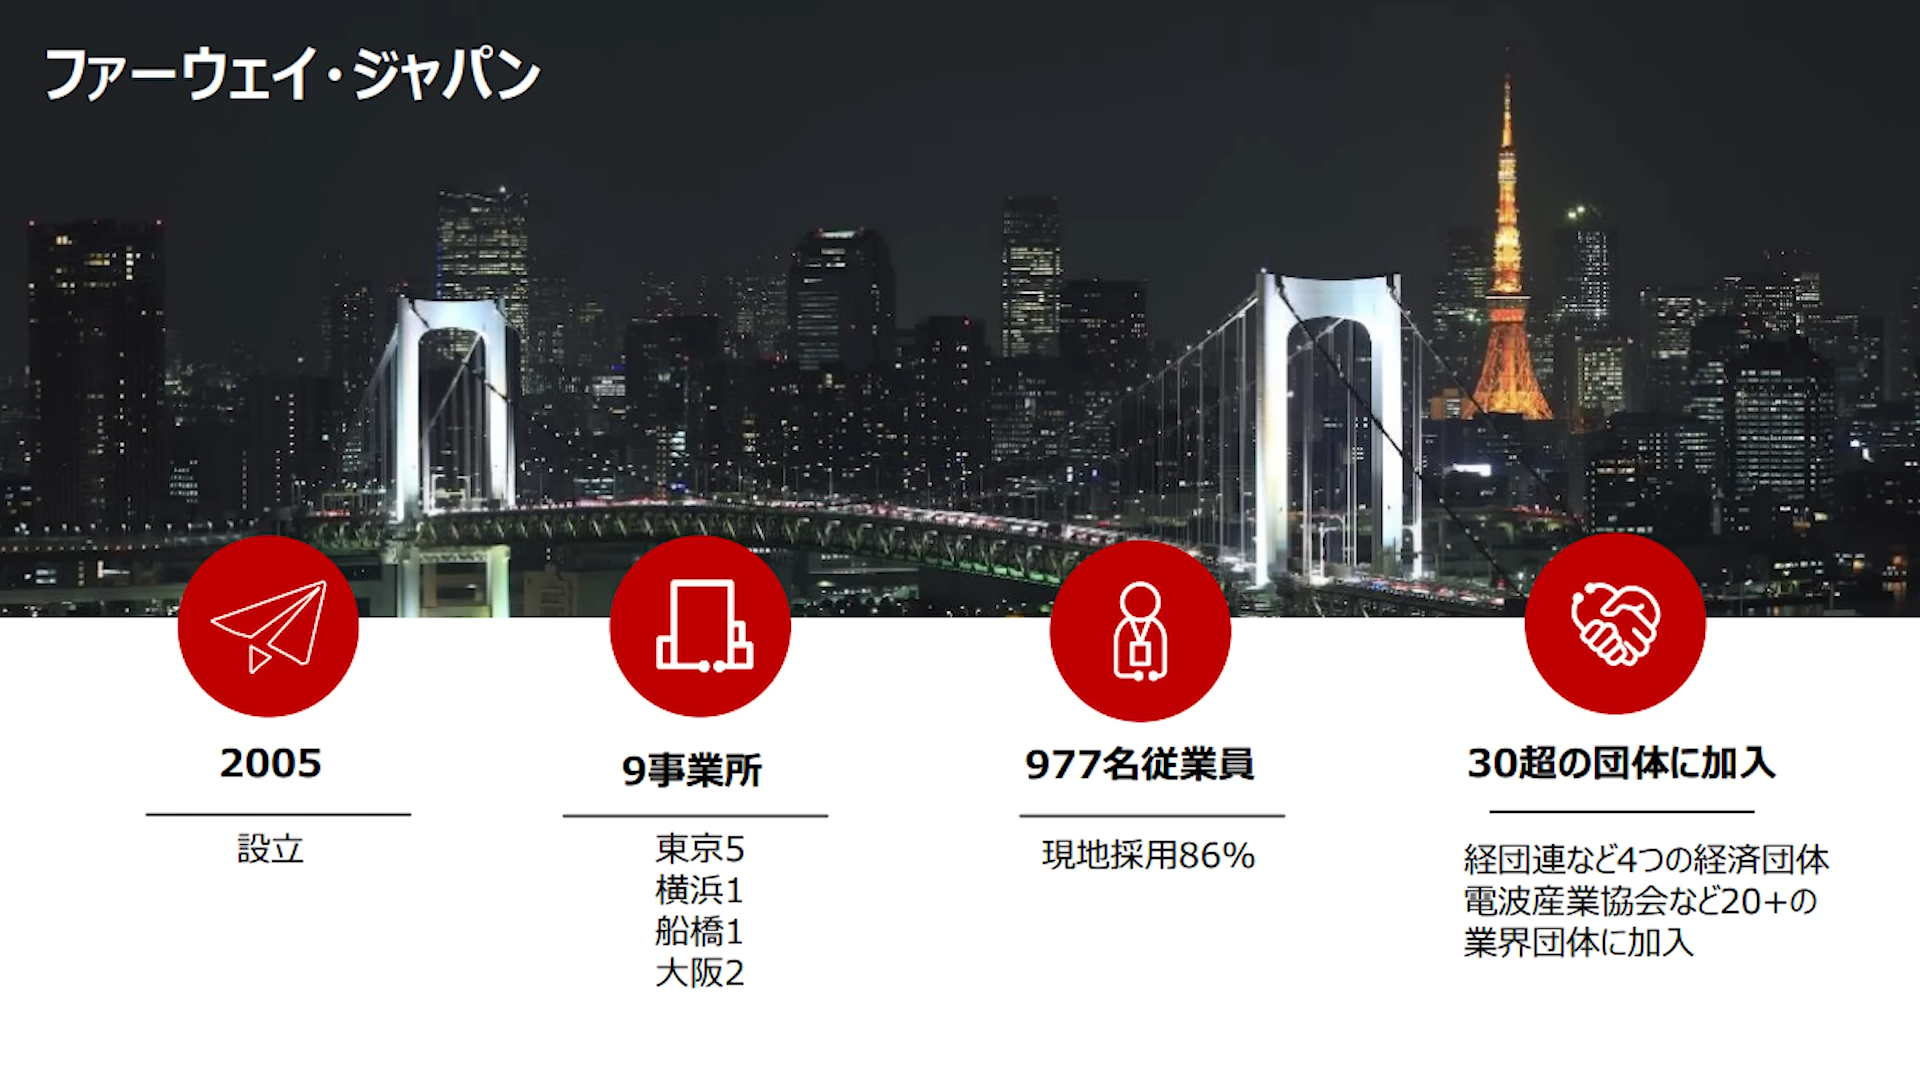 ファーウェイ・ジャパン
2005
設立
9事業所
東京5
横浜1
船橋1
大阪2
977名従業員
現地採用86%
30超の団体に加入
経団連など4つの経済団体
電波産業協会など20+の
業界団体に加入